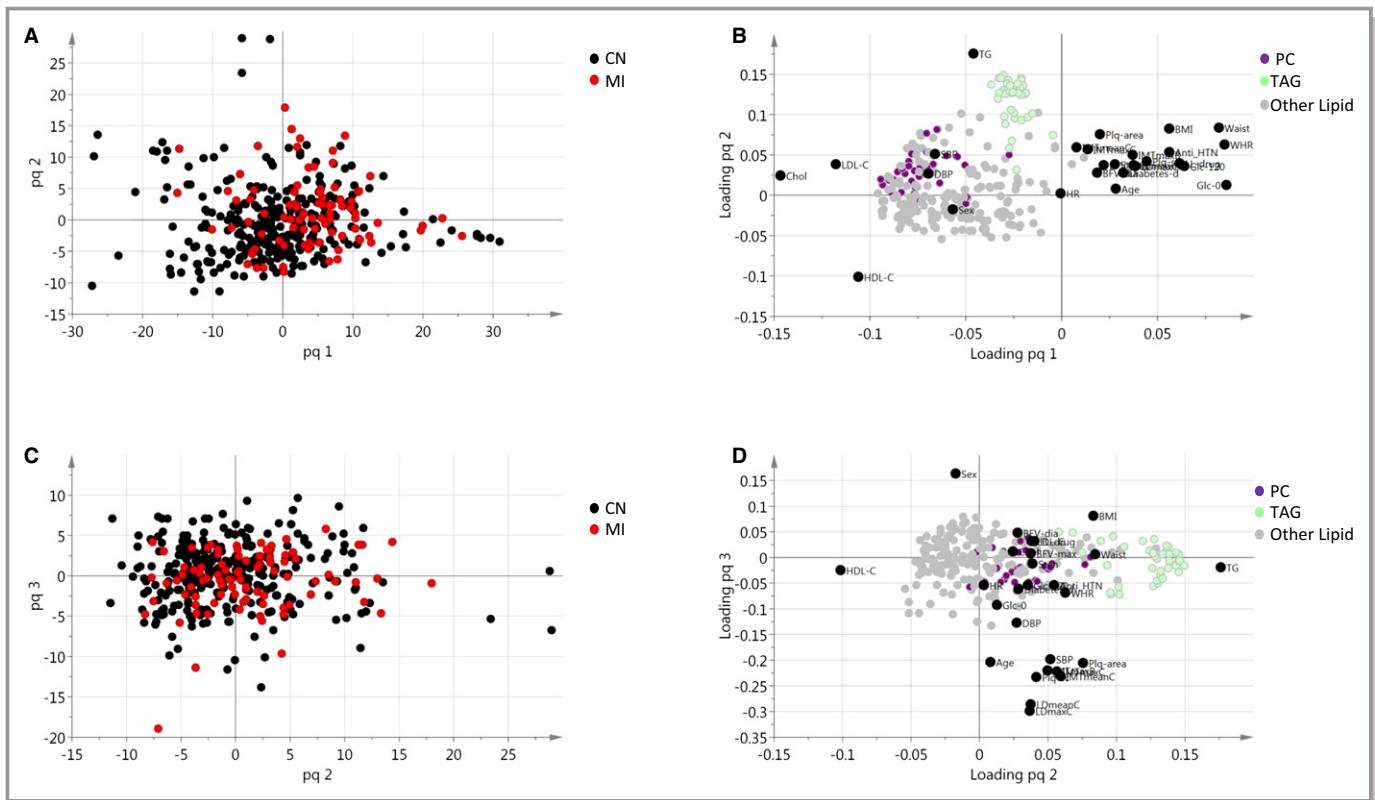 A
pq 2
25
20
15
10
5
0
-5
-10
-15
-30
-20
-10
0
10
20
30
pq 1
CN
MI
B
Loading pq 2
0.15
0.1
0.05
0
-0.05
-0.1
-0.15
-0.15
-0.1
-0.05
0
0.05
Loading pq 1
TG
Plq-area
BMI
Waist
WHR
Anti_HTN
SBP
DBP
LDL-C
Chol
Sex
HR
Age
Glc-0
HDL-C
PC
TAG
Other Lipid
C
pq 3
10
5
0
-5
-10
-15
-20
-15
-10
-5
0
5
10
15
20
25
pq 2
CN
MI
D
Loading pq 3
0.15
0.1
0.05
0
-0.05
-0.1
-0.15
-0.2
-0.25
-0.3
-0.35
-0.1
-0.05
0
0.05
0.1
0.15
Loading pq 2
Sex
BMI
BFV-dia
BFV-max
Waist
HDL-C
TG
HR
WHR
Glc-0
DBP
Age
SBP
Plq-area
LDmeanC
LDmaxC
PC
TAG
Other Lipid